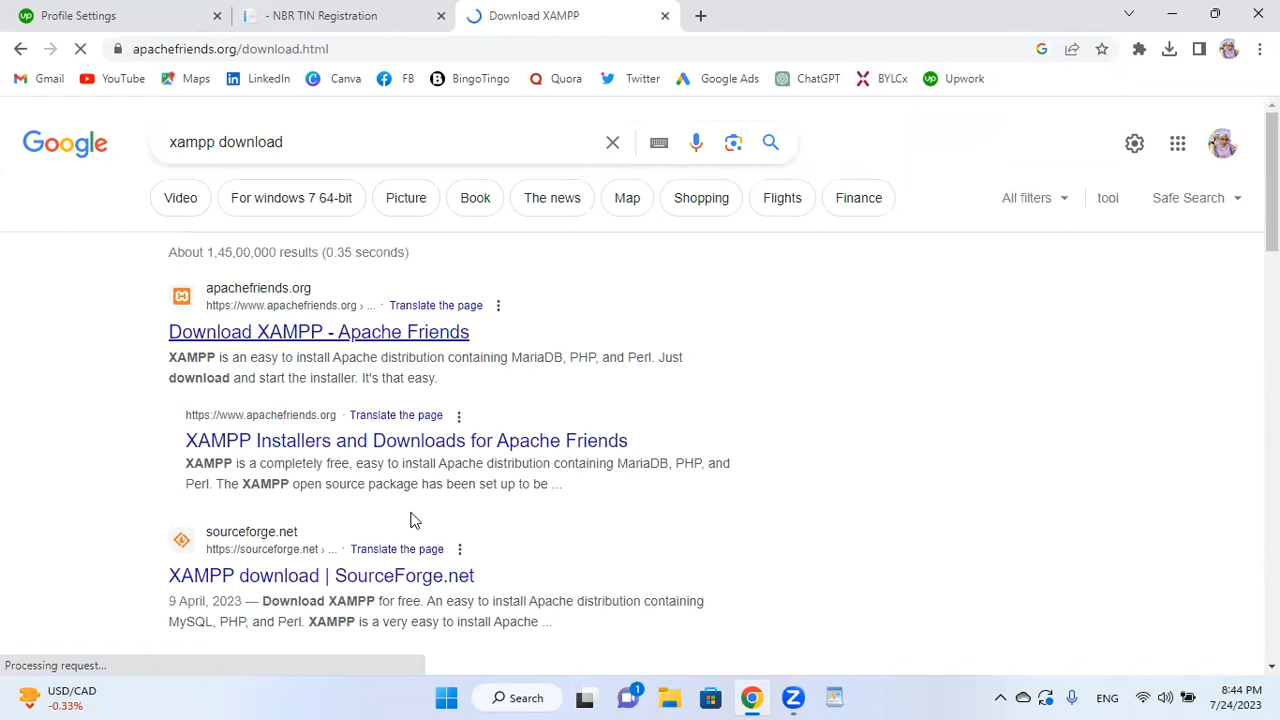 Profile Settings
- NBR TIN Registration
Download XAMPP
apachefriends.org/download.html
Gmail YouTube Maps LinkedIn Canva FB BingoTingo Quora Twitter Google Ads ChatGPT BYLCx Upwork
Google
xampp download
Video For windows 7 64-bit Picture Book The news Map Shopping Flights Finance All filters tool Safe Search
About 1,45,00,000 results (0.35 seconds)
apachefriends.org
https://www.apachefriends.org › ... · Translate the page
Download XAMPP - Apache Friends
XAMPP is an easy to install Apache distribution containing MariaDB, PHP, and Perl. Just
download and start the installer. It's that easy.
https://www.apachefriends.org · Translate the page
XAMPP Installers and Downloads for Apache Friends
XAMPP is a completely free, easy to install Apache distribution containing MariaDB, PHP, and
Perl. The XAMPP open source package has been set up to be ...
sourceforge.net
https://sourceforge.net › ... · Translate the page
XAMPP download | SourceForge.net
9 April, 2023 — Download XAMPP for free. An easy to install Apache distribution containing
MySQL, PHP, and Perl. XAMPP is a very easy to install Apache ...
Processing request...
USD/CAD
-0.33%
Search
1
ENG
8:44 PM
7/24/2023